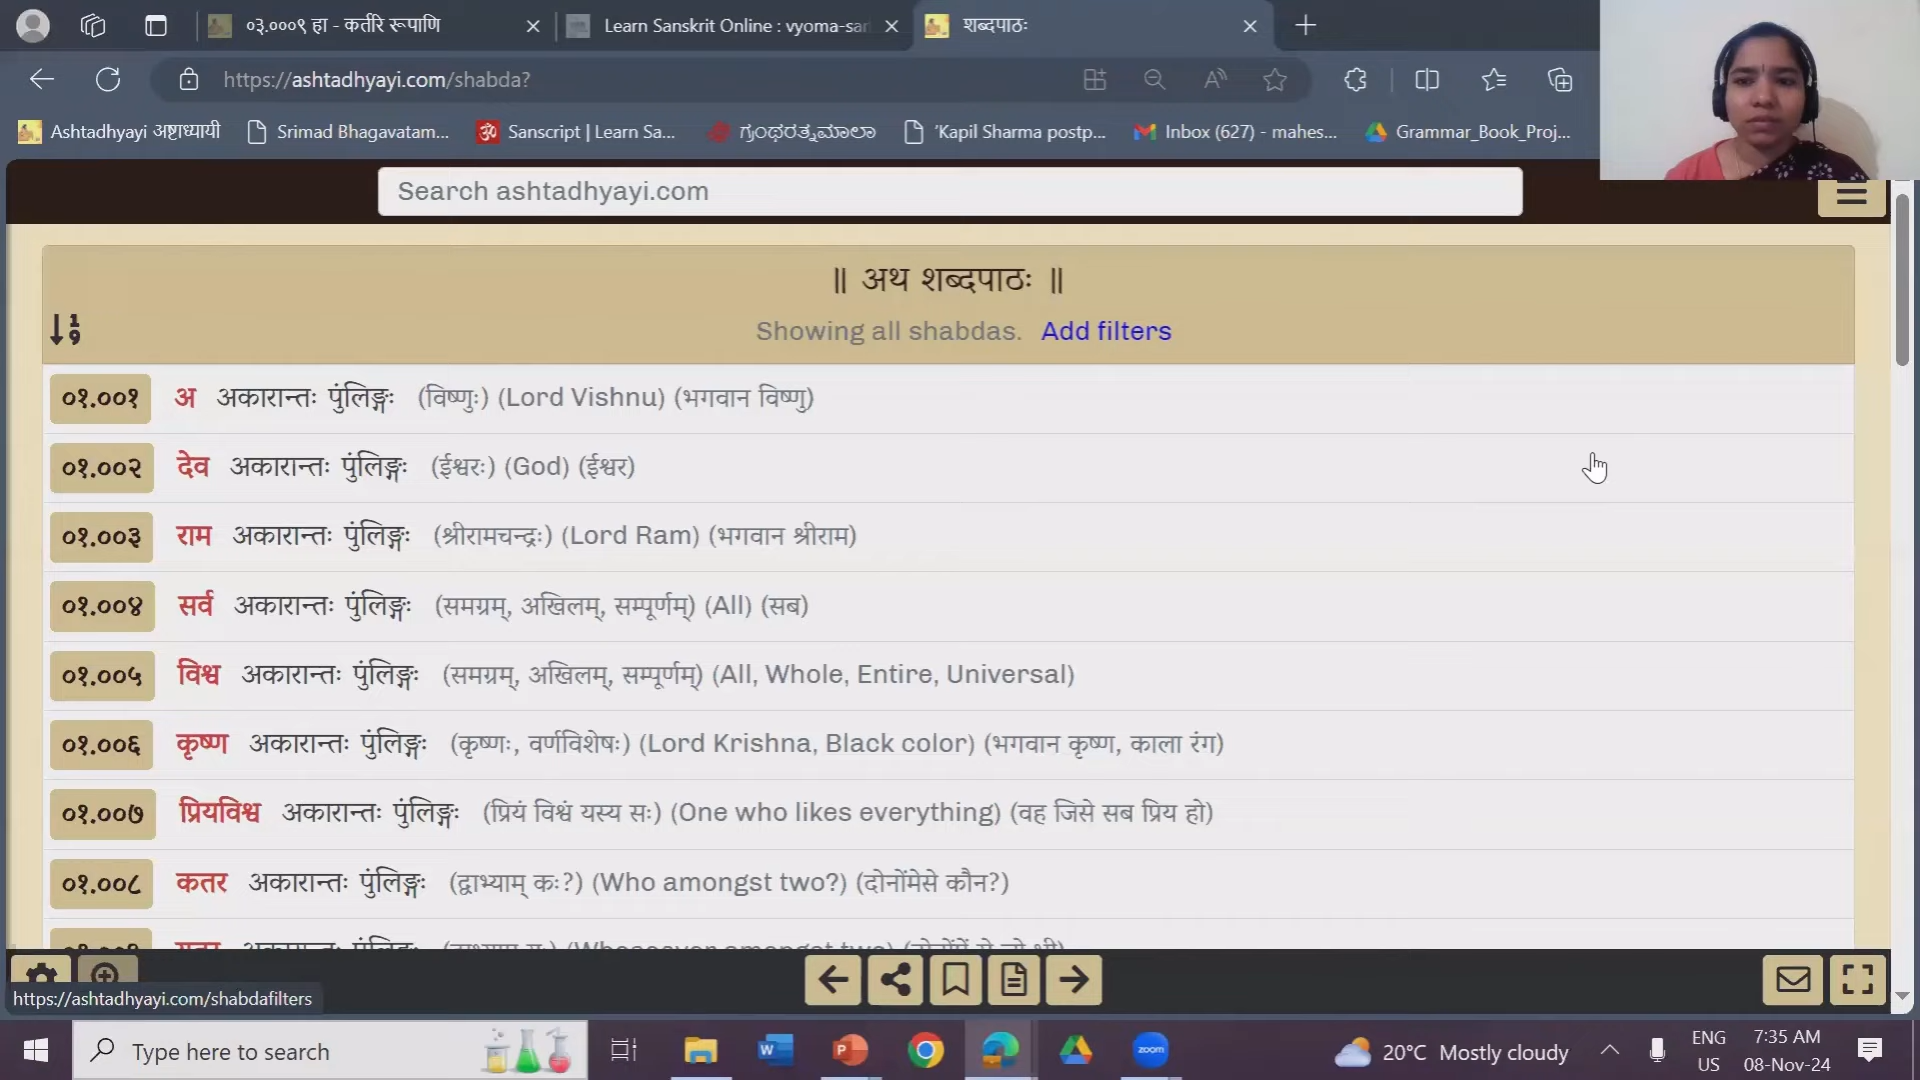 ०३.०००९ हा - कर्तरि रूपाणि
Learn Sanskrit Online : vyoma-sar
शब्दपाठः
https://ashtadhyayi.com/shabda?
Ashtadhyayi अष्टाध्यायी
Srimad Bhagavatam...
Sanscript | Learn Sa...
ಗ್ರಂಥರತ್ನಮಾಲಾ
'Kapil Sharma postp...
Inbox (627) - mahes...
Grammar_Book_Proj...
Search ashtadhyayi.com
॥ अथ शब्दपाठः ॥
Showing all shabdas. Add filters
०१.००१ अ अकारान्तः पुंलिङ्गः (विष्णुः) (Lord Vishnu) (भगवान विष्णु)
०१.००२ देव अकारान्तः पुंलिङ्गः (ईश्वरः) (God) (ईश्वर)
०१.००३ राम अकारान्तः पुंलिङ्गः (श्रीरामचन्द्रः) (Lord Ram) (भगवान श्रीराम)
०१.००४ सर्व अकारान्तः पुंलिङ्गः (समग्रम्, अखिलम्, सम्पूर्णम्) (All) (सब)
०१.००५ विश्व अकारान्तः पुंलिङ्गः (समग्रम्, अखिलम्, सम्पूर्णम्) (All, Whole, Entire, Universal)
०१.००६ कृष्ण अकारान्तः पुंलिङ्गः (कृष्णः, वर्णविशेषः) (Lord Krishna, Black color) (भगवान कृष्ण, काला रंग)
०१.००७ प्रियविश्व अकारान्तः पुंलिङ्गः (प्रियं विश्वं यस्य सः) (One who likes everything) (वह जिसे सब प्रिय हो)
०१.००८ कतर अकारान्तः पुंलिङ्गः (द्वाभ्याम् कः?) (Who amongst two?) (दोनोंमेसे कौन?)
https://ashtadhyayi.com/shabdafilters
Type here to search
zoom
20°C Mostly cloudy
ENG
US
7:35 AM
08-Nov-24